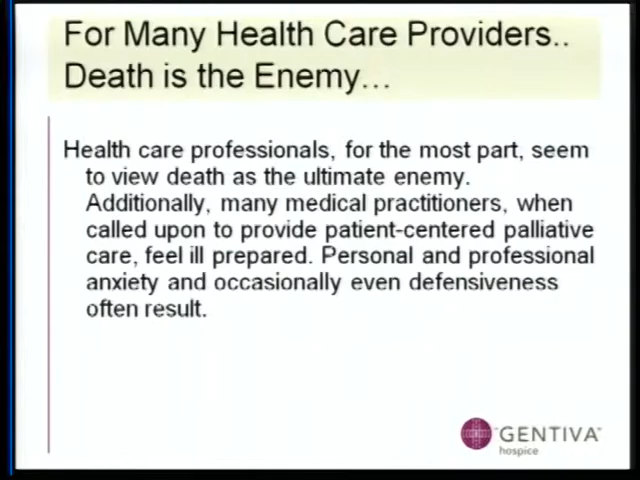 For Many Health Care Providers..
Death is the Enemy…
Health care professionals, for the most part, seem
to view death as the ultimate enemy.
Additionally, many medical practitioners, when
called upon to provide patient-centered palliative
care, feel ill prepared. Personal and professional
anxiety and occasionally even defensiveness
often result.
GENTIVA™
hospice